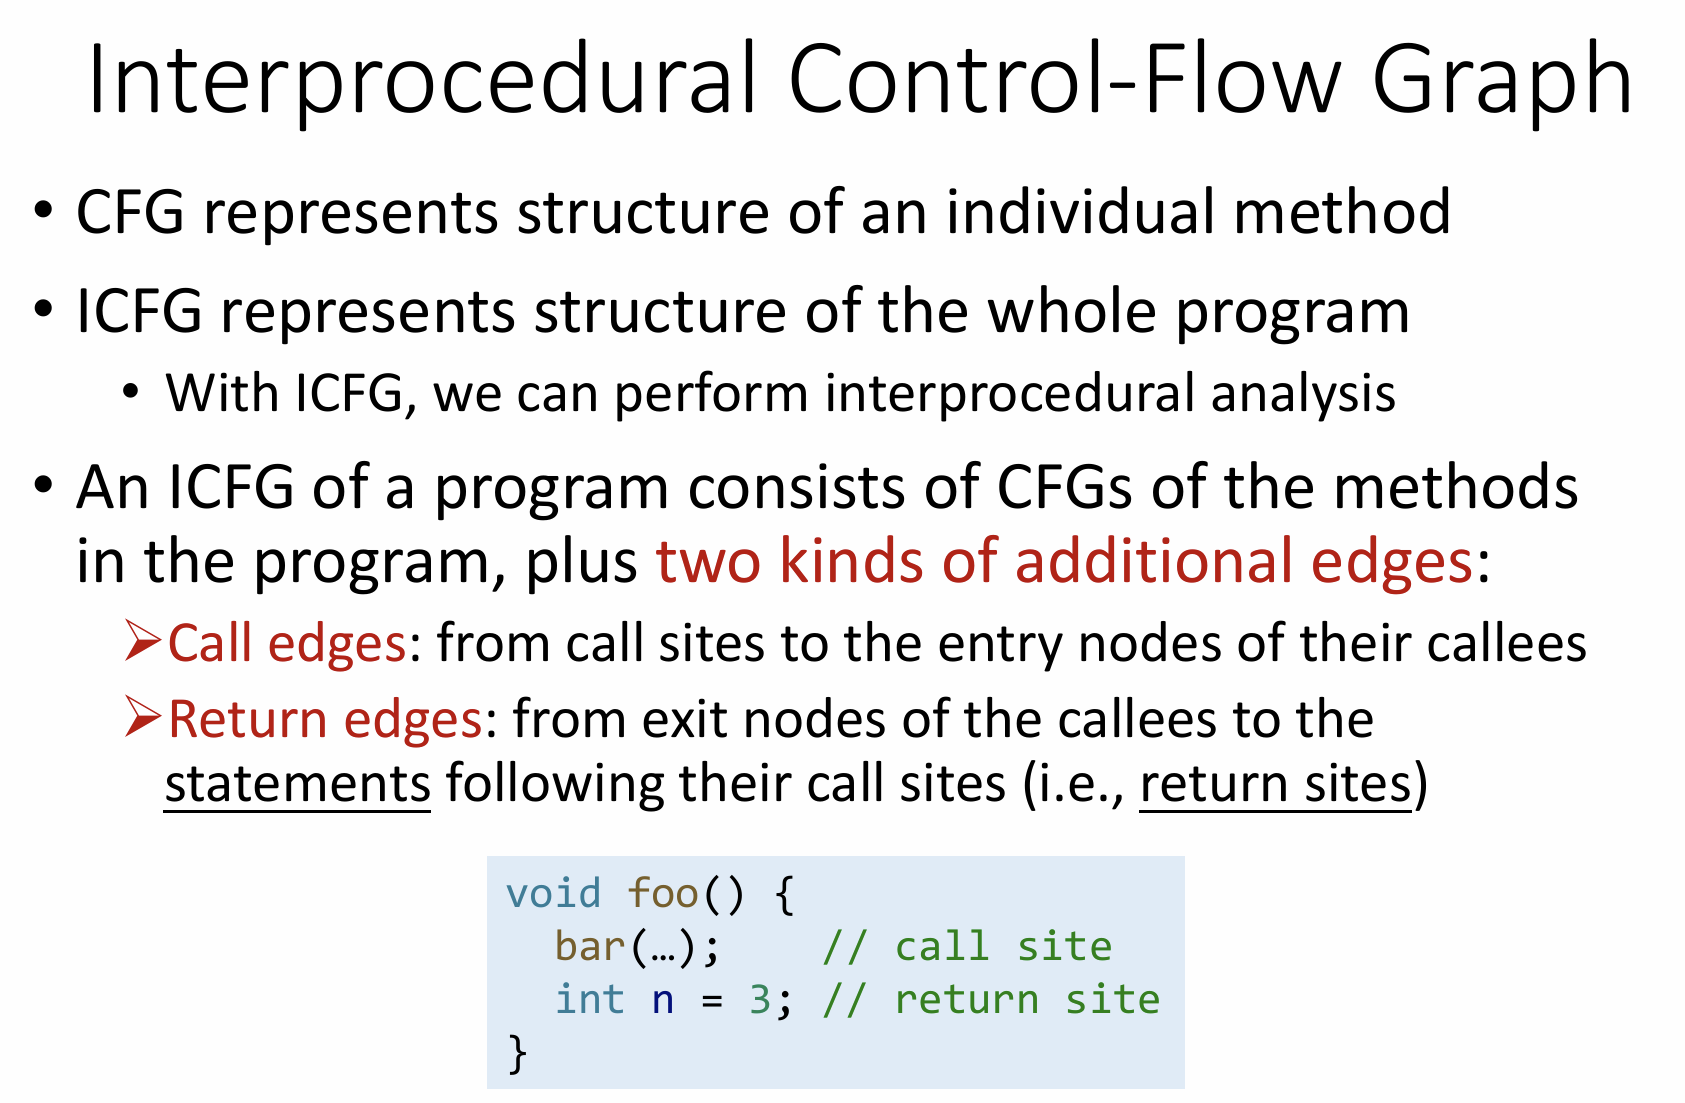 Interprocedural Control-Flow Graph
• CFG represents structure of an individual method
• ICFG represents structure of the whole program
• With ICFG, we can perform interprocedural analysis
• An ICFG of a program consists of CFGs of the methods
in the program, plus two kinds of additional edges:
➢Call edges: from call sites to the entry nodes of their callees
➢Return edges: from exit nodes of the callees to the
statements following their call sites (i.e., return sites)
void foo() {
  bar(…);    // call site
  int n = 3; // return site
}